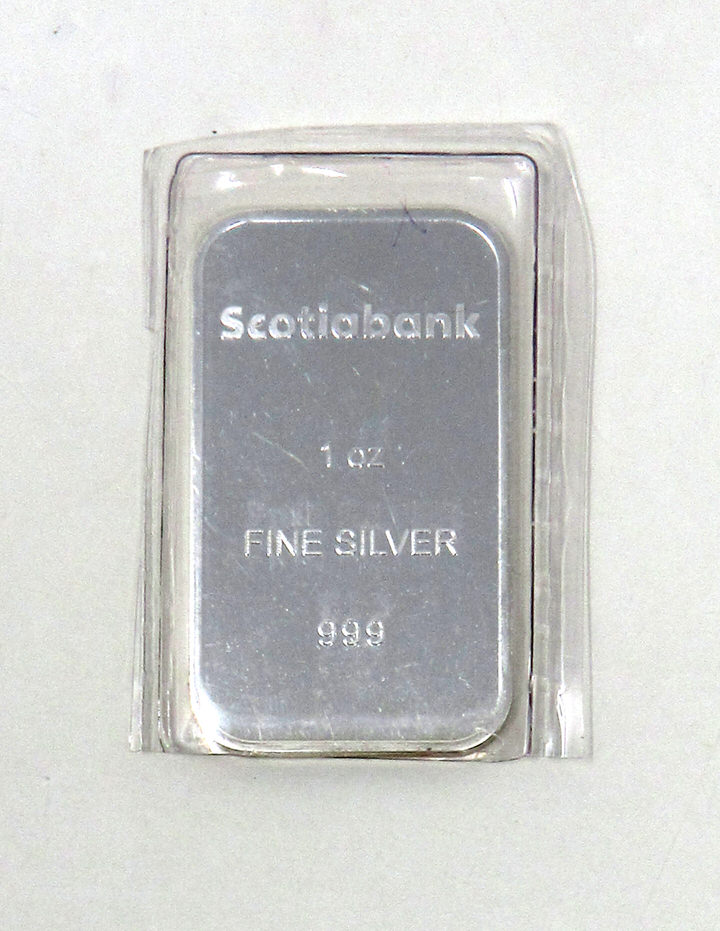 Scotiabank
1 oz
FINE SILVER
999